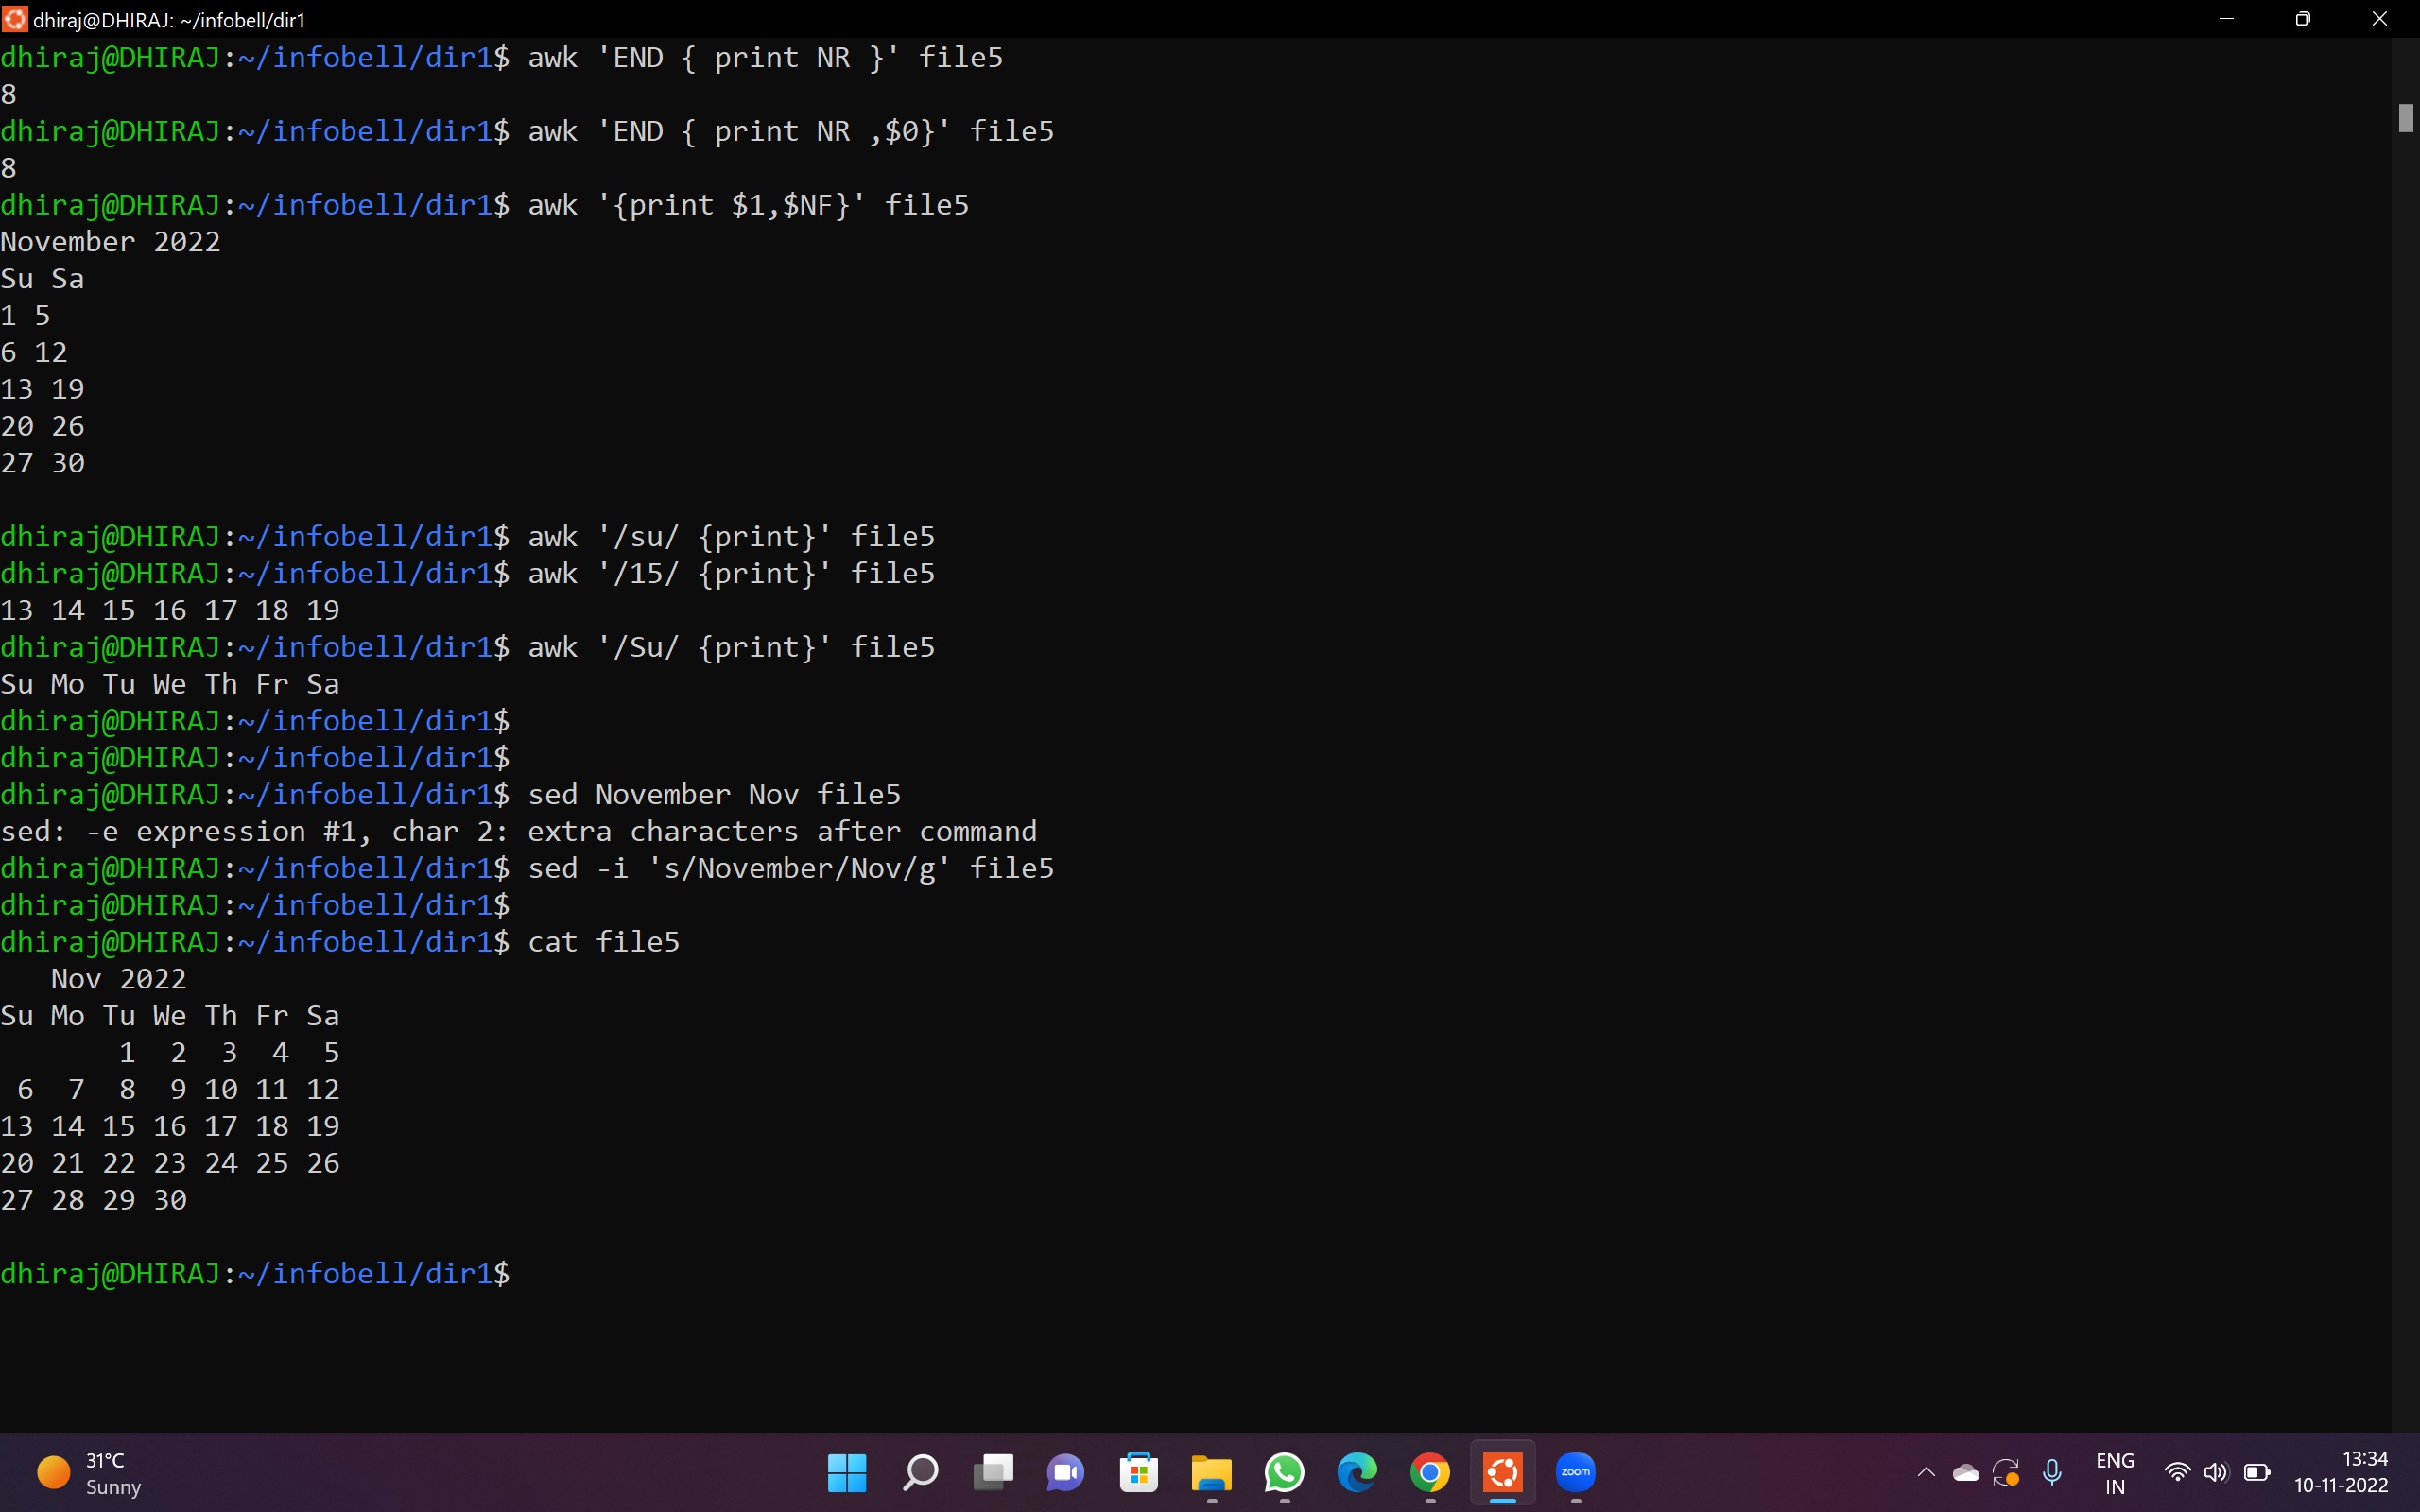 dhiraj@DHIRAJ: ~/infobell/dir1
dhiraj@DHIRAJ:~/infobell/dir1$ awk 'END { print NR }' file5
8
dhiraj@DHIRAJ:~/infobell/dir1$ awk 'END { print NR ,$0}' file5
8
dhiraj@DHIRAJ:~/infobell/dir1$ awk '{print $1,$NF}' file5
November 2022
Su Sa
1 5
6 12
13 19
20 26
27 30
dhiraj@DHIRAJ:~/infobell/dir1$ awk '/su/ {print}' file5
dhiraj@DHIRAJ:~/infobell/dir1$ awk '/15/ {print}' file5
13 14 15 16 17 18 19
dhiraj@DHIRAJ:~/infobell/dir1$ awk '/Su/ {print}' file5
Su Mo Tu We Th Fr Sa
dhiraj@DHIRAJ:~/infobell/dir1$
dhiraj@DHIRAJ:~/infobell/dir1$
dhiraj@DHIRAJ:~/infobell/dir1$ sed November Nov file5
sed: -e expression #1, char 2: extra characters after command
dhiraj@DHIRAJ:~/infobell/dir1$ sed -i 's/November/Nov/g' file5
dhiraj@DHIRAJ:~/infobell/dir1$
dhiraj@DHIRAJ:~/infobell/dir1$ cat file5
   Nov 2022
Su Mo Tu We Th Fr Sa
       1  2  3  4  5
 6  7  8  9 10 11 12
13 14 15 16 17 18 19
20 21 22 23 24 25 26
27 28 29 30
dhiraj@DHIRAJ:~/infobell/dir1$
31°C
Sunny
zoom
ENG
IN
13:34
10-11-2022